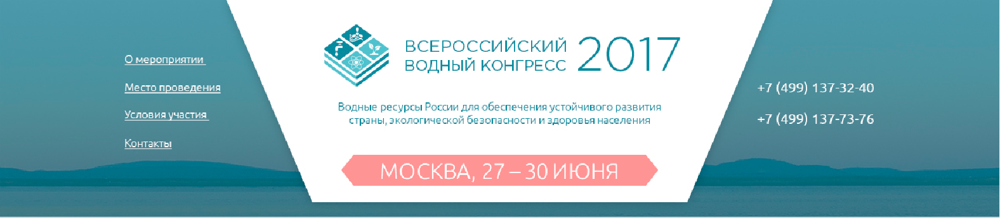 О мероприятии
Место проведения
Условия участия
Контакты
ВСЕРОССИЙСКИЙ
ВОДНЫЙ КОНГРЕСС
2017
Водные ресурсы России для обеспечения устойчивого развития
страны, экологической безопасности и здоровья населения
МОСКВА, 27 – 30 ИЮНЯ
+7 (499) 137-32-40
+7 (499) 137-73-76